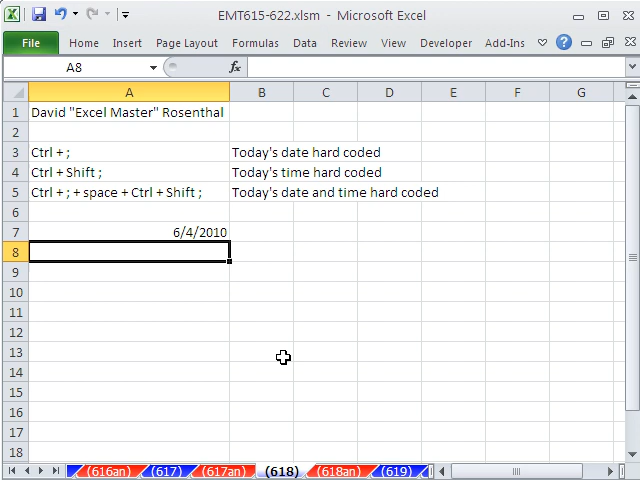 EMT615-622.xlsm - Microsoft Excel
File Home Insert Page Layout Formulas Data Review View Developer Add-Ins
A8 fx
A B C D E F G
1 David "Excel Master" Rosenthal
2
3 Ctrl + ; Today's date hard coded
4 Ctrl + Shift ; Today's time hard coded
5 Ctrl + ; + space + Ctrl + Shift ; Today's date and time hard coded
6
7 6/4/2010
8
9
10
11
12
13
14
15
16
17
18
(616an) (617) (617an) (618) (618an) (619)